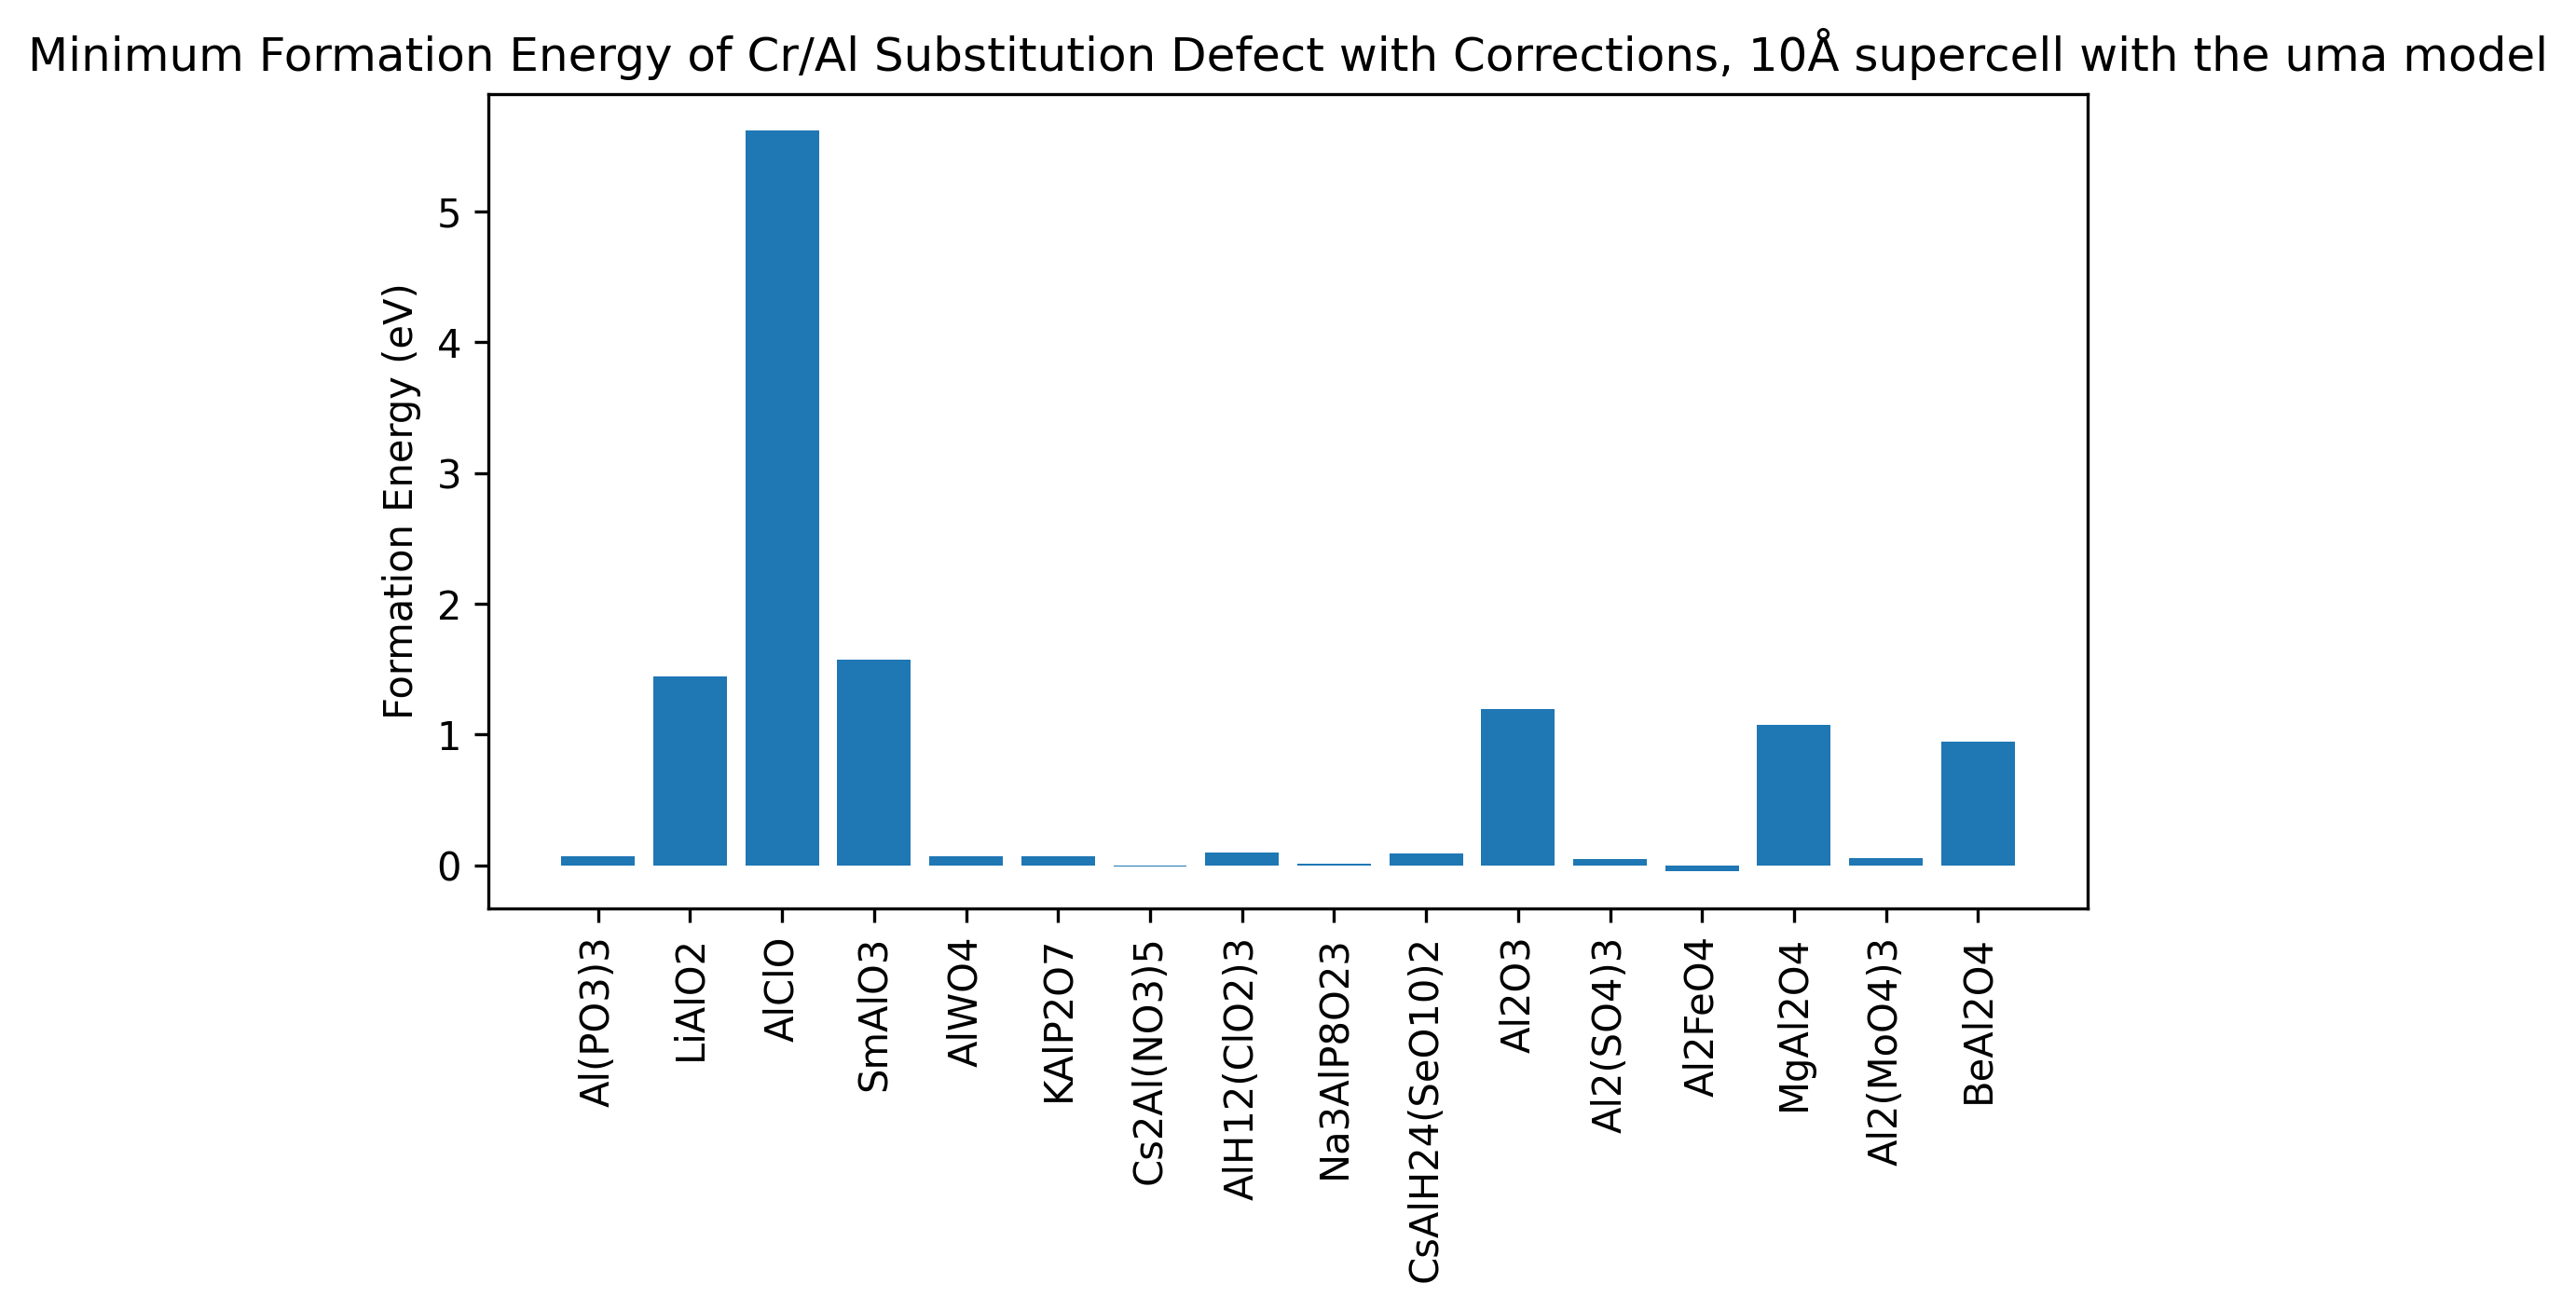 Minimum Formation Energy of Cr/Al Substitution Defect with Corrections, 10Å supercell with the uma model
Formation Energy (eV)
5
4
3
2
1
0
Al(PO3)3
LiAlO2
AlClO
SmAlO3
AlWO4
KAlP2O7
Cs2Al(NO3)5
AlH12(ClO2)3
Na3AlP8O23
CsAlH24(SeO10)2
Al2O3
Al2(SO4)3
Al2FeO4
MgAl2O4
Al2(MoO4)3
BeAl2O4